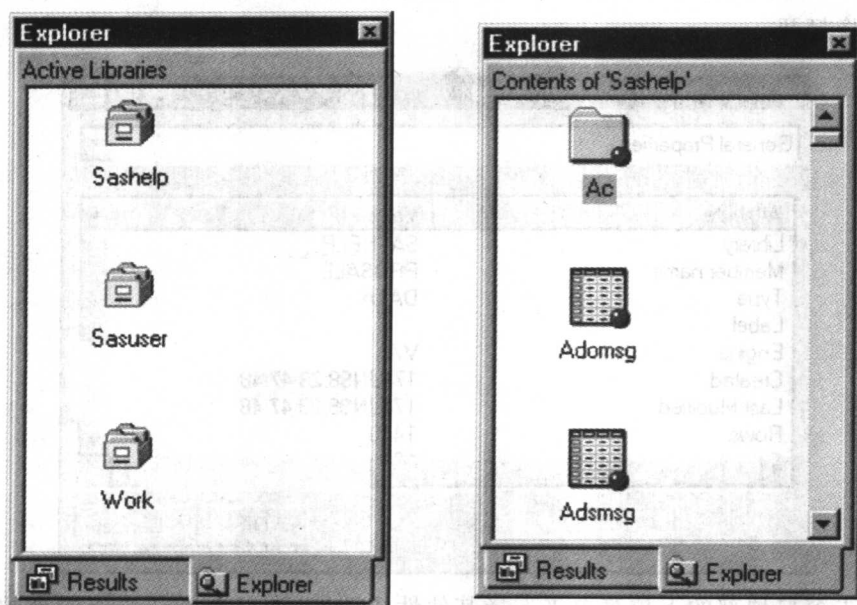 Explorer
Active Libraries
Sashelp
Sasuser
Work
Results
Explorer
Explorer
Contents of 'Sashelp'
Ac
Adomsg
Adsmsg
Results
Explorer